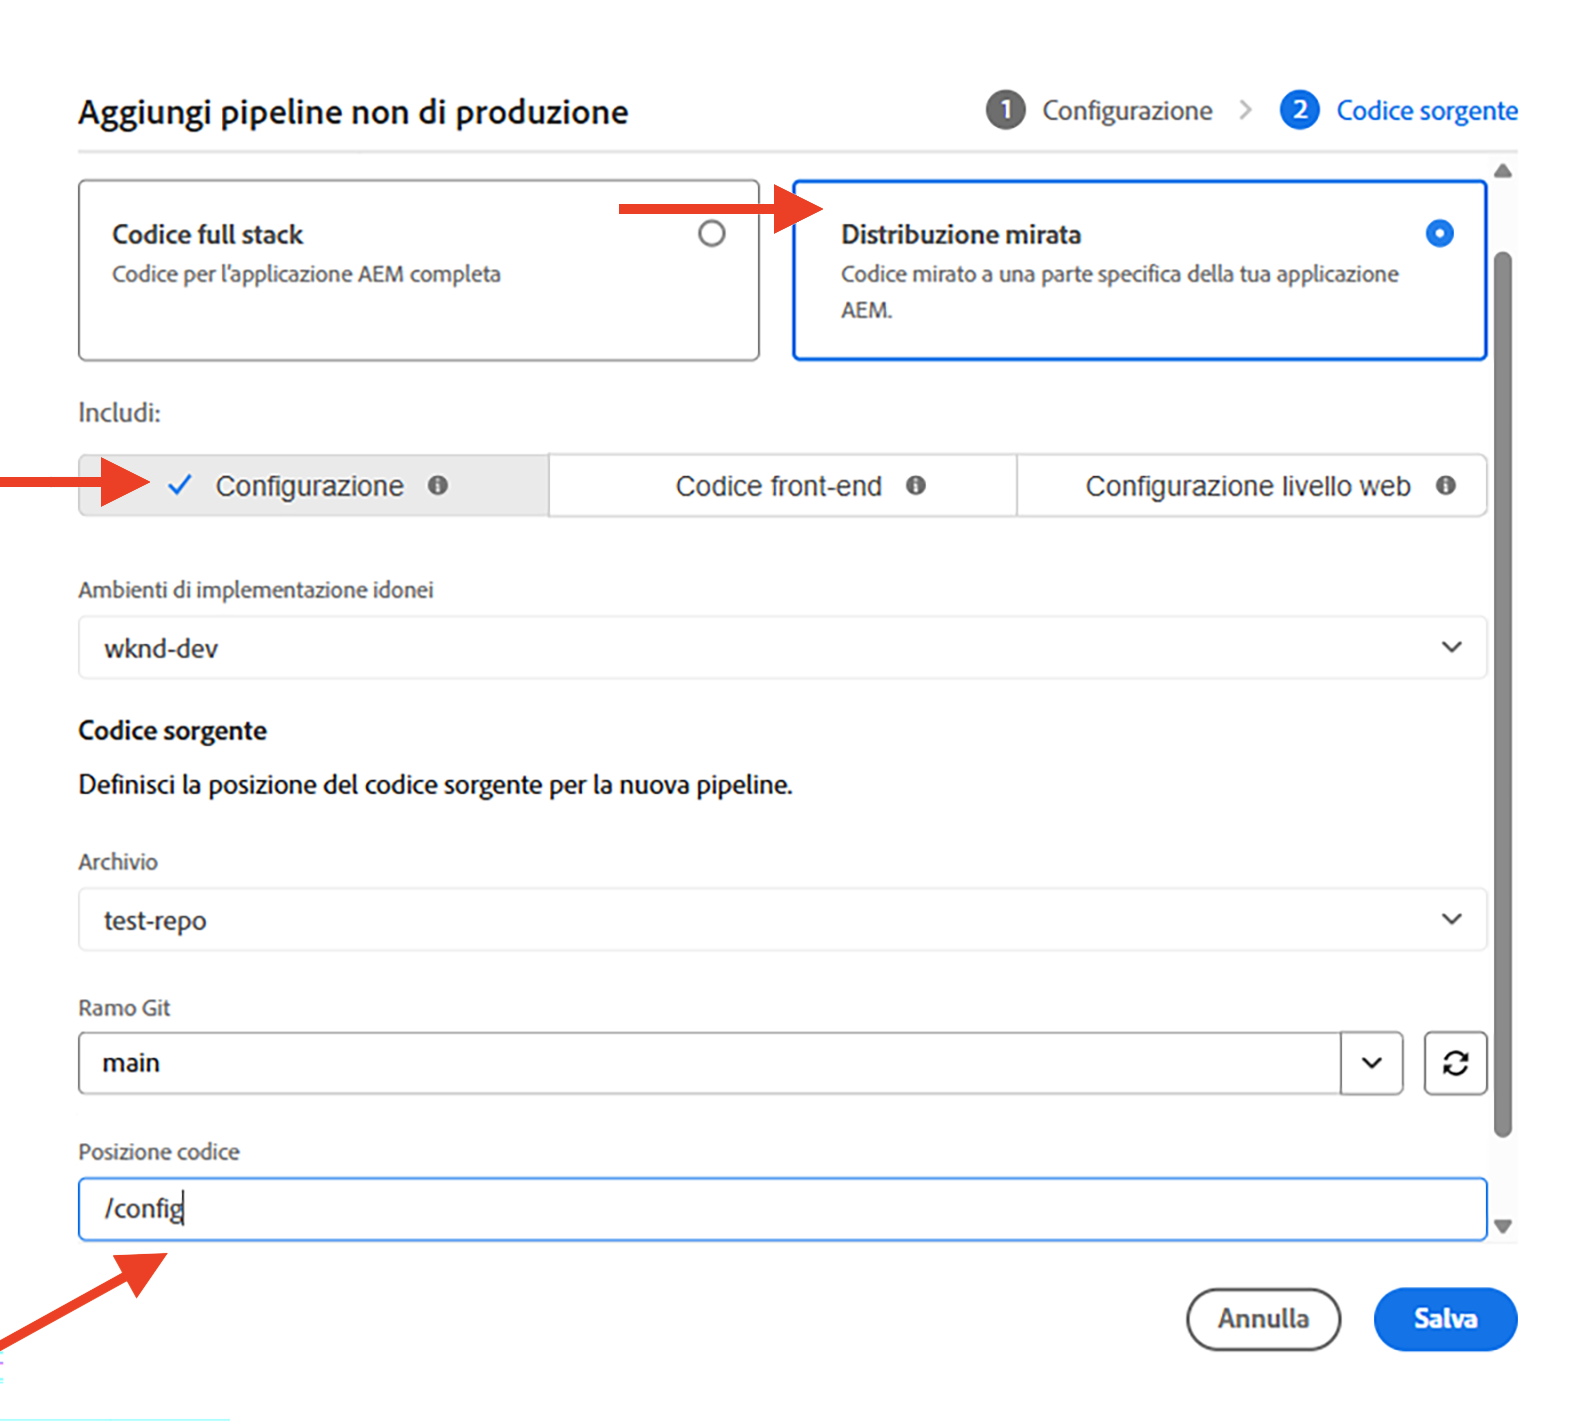 Aggiungi pipeline non di produzione
1 Configurazione > 2 Codice sorgente
Codice full stack
Codice per l'applicazione AEM completa
Distribuzione mirata
Codice mirato a una parte specifica della tua applicazione
AEM.
Includi:
Configurazione
Codice front-end
Configurazione livello web
Ambienti di implementazione idonei
wknd-dev
Codice sorgente
Definisci la posizione del codice sorgente per la nuova pipeline.
Archivio
test-repo
Ramo Git
main
Posizione codice
/config
Annulla
Salva